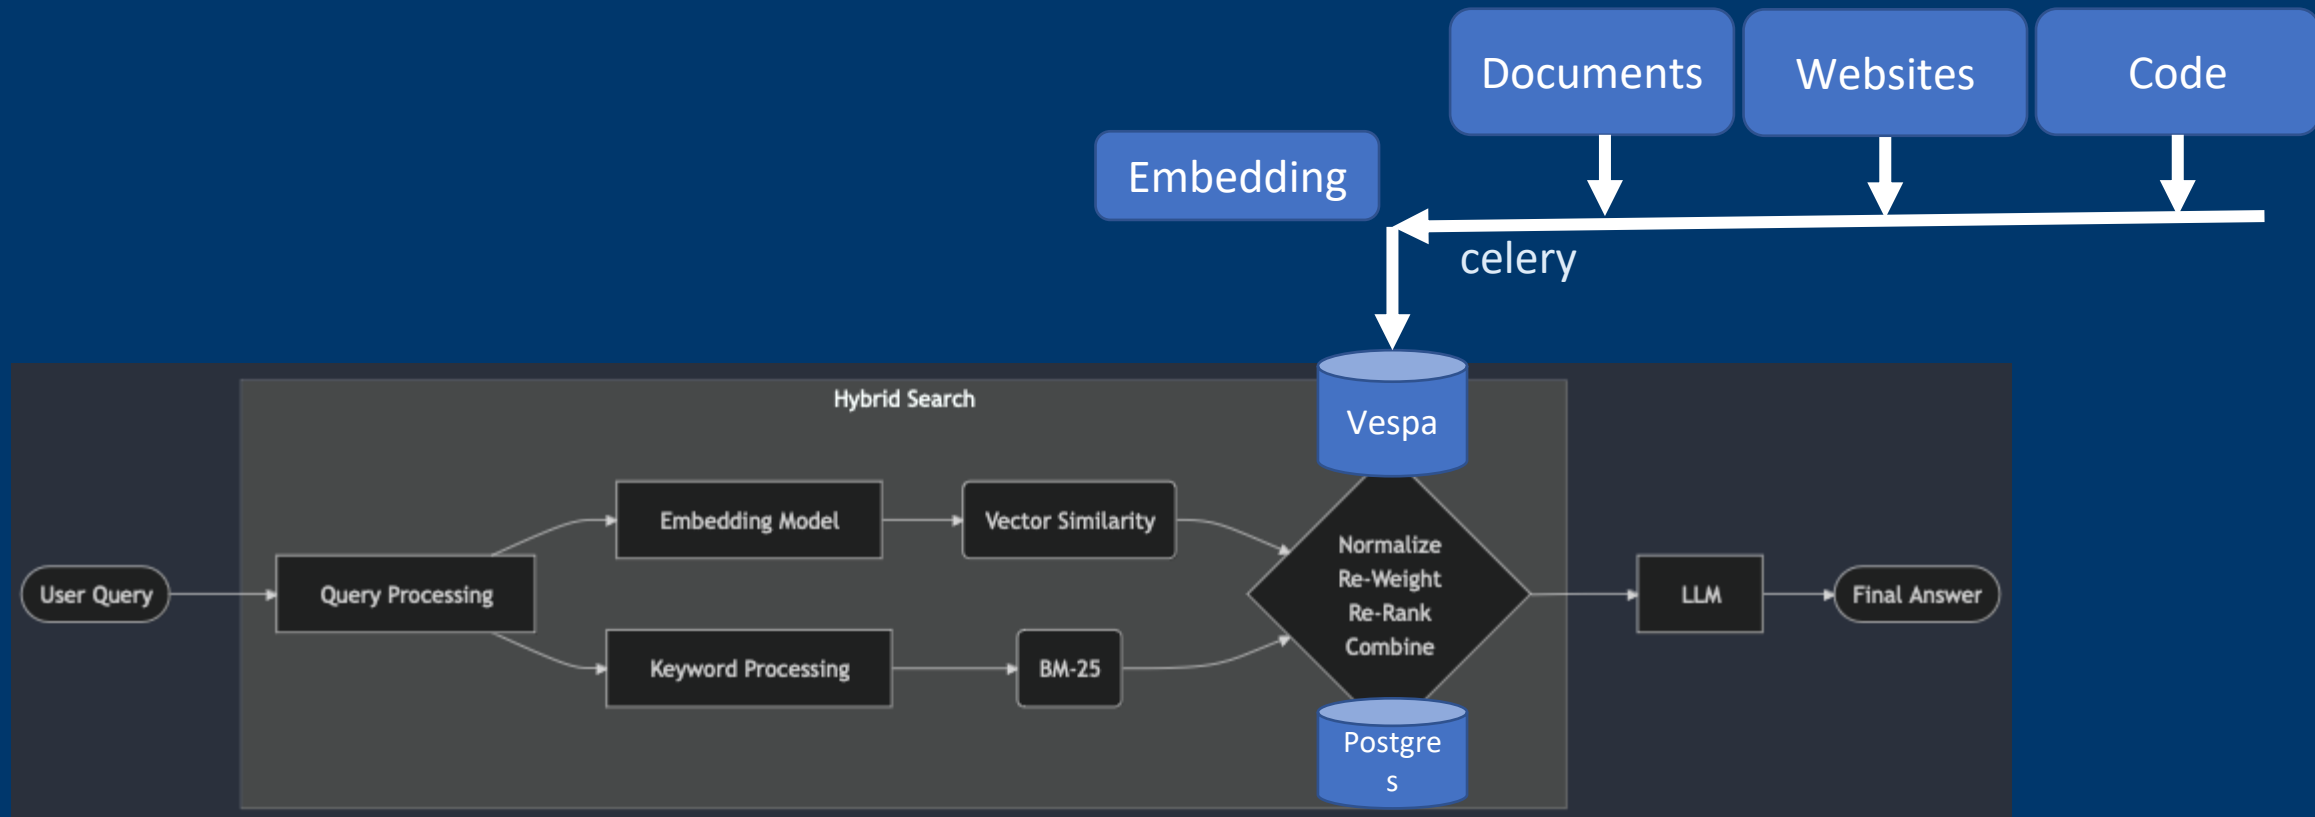 Documents
Websites
Code
Embedding
celery
Hybrid Search
Vespa
Embedding Model
Vector Similarity
User Query
Query Processing
Normalize
Re-Weight
Re-Rank
Combine
LLM
Final Answer
Keyword Processing
BM-25
Postgre
s